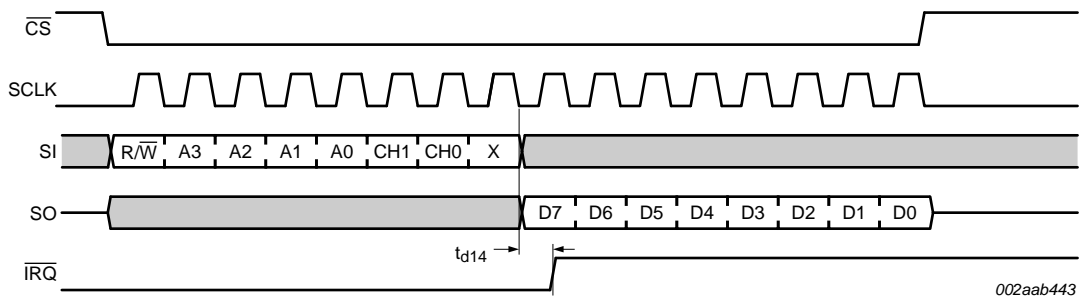 CS
SCLK
SI R/W A3 A2 A1 A0 CH1 CH0 X
SO D7 D6 D5 D4 D3 D2 D1 D0
td14
IRQ
002aab443